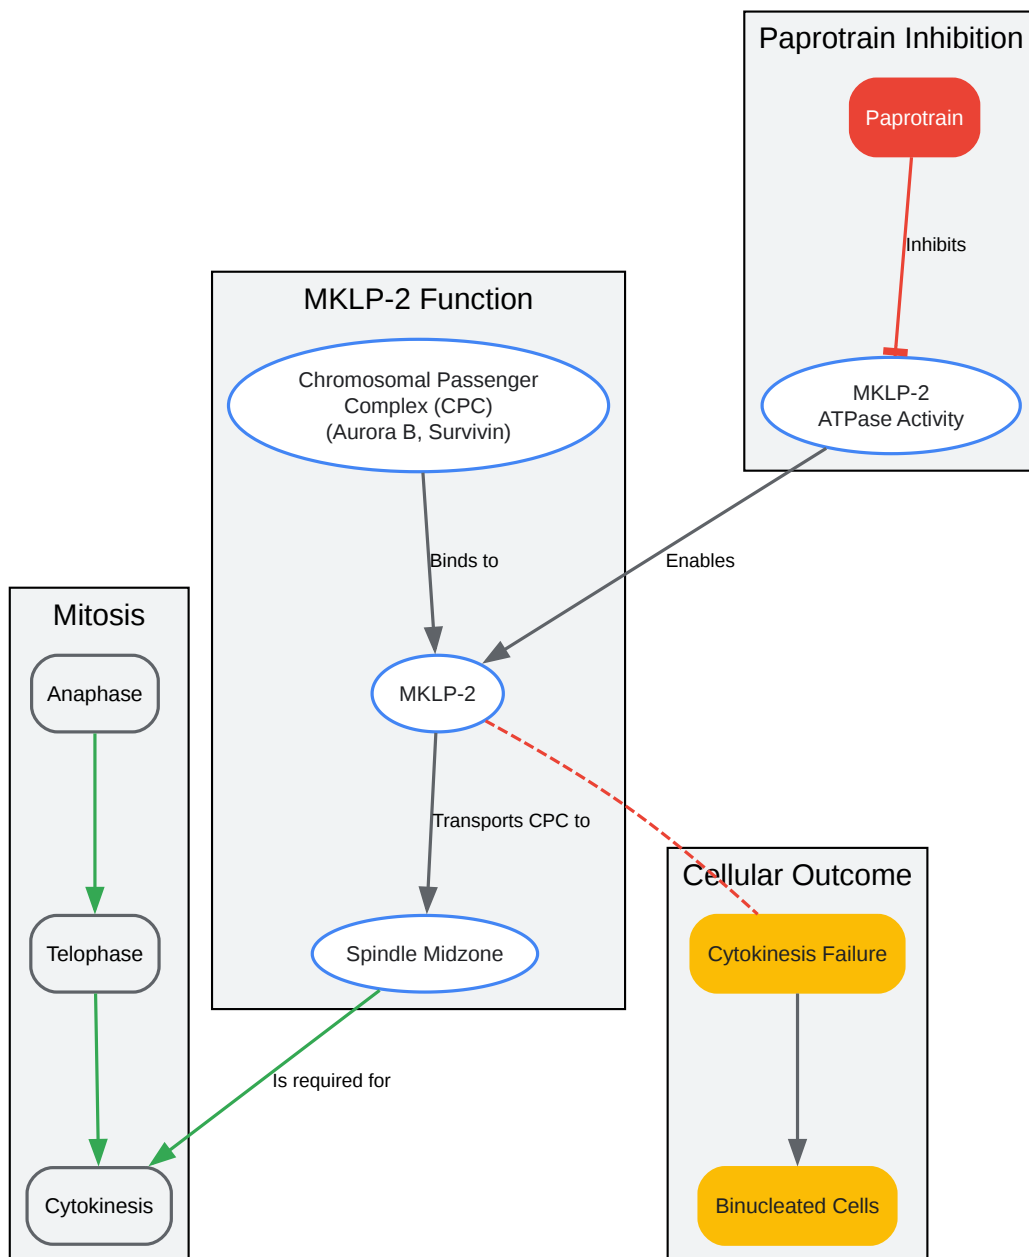 Paprotrain Inhibition
Paprotrain
Inhibits
MKLP-2
ATPase Activity
Enables
MKLP-2 Function
Chromosomal Passenger
Complex (CPC)
(Aurora B, Survivin)
Binds to
MKLP-2
Transports CPC to
Spindle Midzone
Is required for
Mitosis
Anaphase
Telophase
Cytokinesis
Cellular Outcome
Cytokinesis Failure
Binucleated Cells